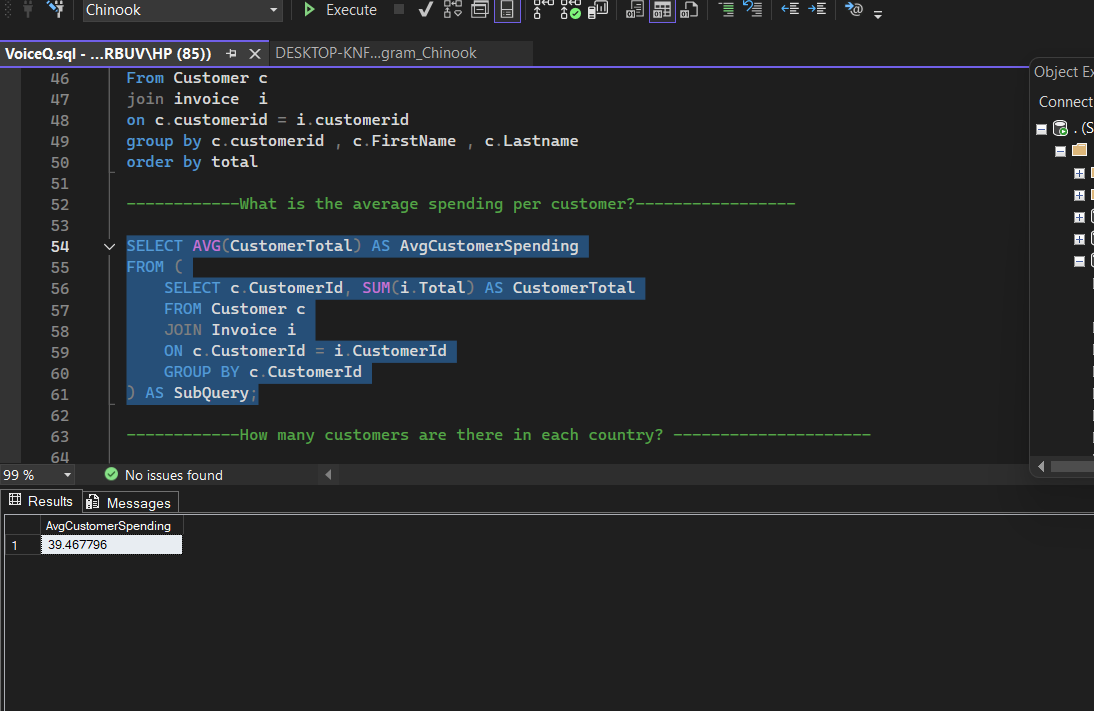 Chinook
Execute
VoiceQ.sql - ...RBUV\HP (85))
DESKTOP-KNF...gram_Chinook
46 From Customer c
47 join invoice  i
48 on c.customerid = i.customerid
49 group by c.customerid , c.FirstName , c.Lastname
50 order by total
51
52 ------------What is the average spending per customer?-----------------
53
54 SELECT AVG(CustomerTotal) AS AvgCustomerSpending
55 FROM (
56     SELECT c.CustomerId, SUM(i.Total) AS CustomerTotal
57     FROM Customer c
58     JOIN Invoice i
59     ON c.CustomerId = i.CustomerId
60     GROUP BY c.CustomerId
61 ) AS SubQuery;
62
63 ------------How many customers are there in each country? ---------------------
64
Object Ex
Connect
. (S
99 %
No issues found
Results
Messages
AvgCustomerSpending
1 39.467796